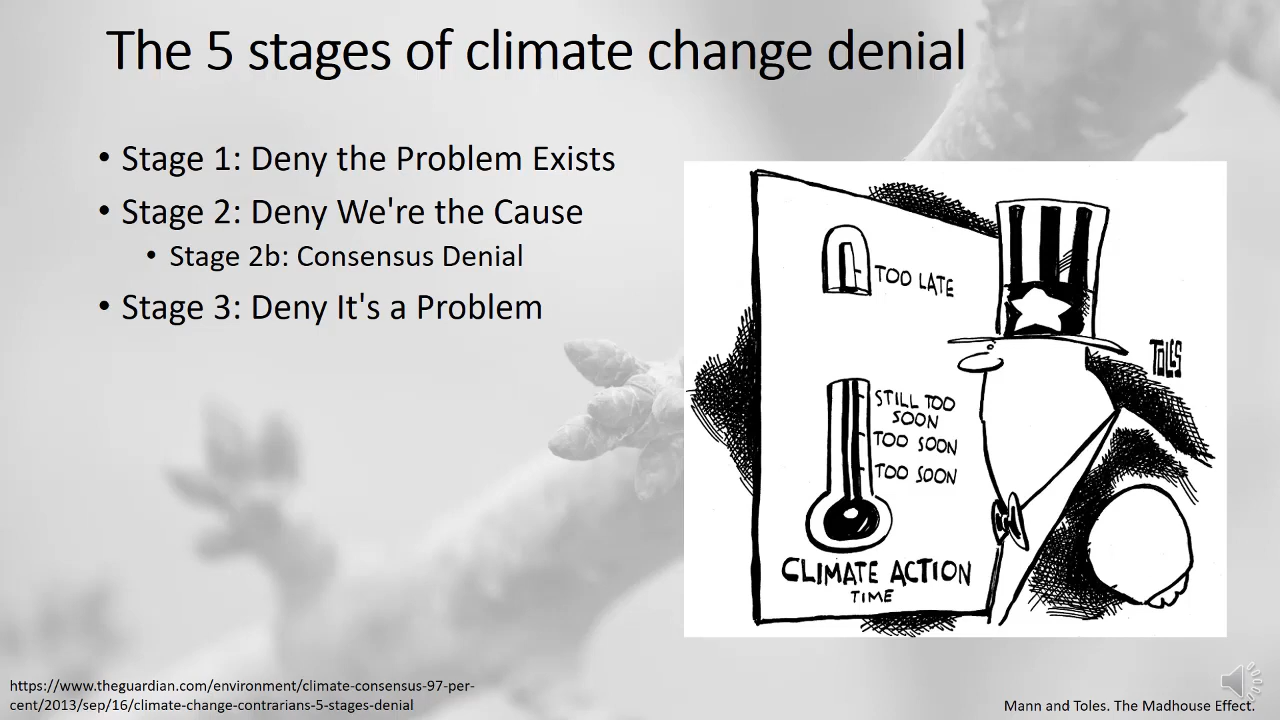 The 5 stages of climate change denial
• Stage 1: Deny the Problem Exists
• Stage 2: Deny We're the Cause
• Stage 2b: Consensus Denial
• Stage 3: Deny It's a Problem
TOO LATE
TOLES
STILL TOO
SOON
TOO SOON
TOO SOON
CLIMATE ACTION
TIME
https://www.theguardian.com/environment/climate-consensus-97-per-
cent/2013/sep/16/climate-change-contrarians-5-stages-denial
Mann and Toles. The Madhouse Effect.